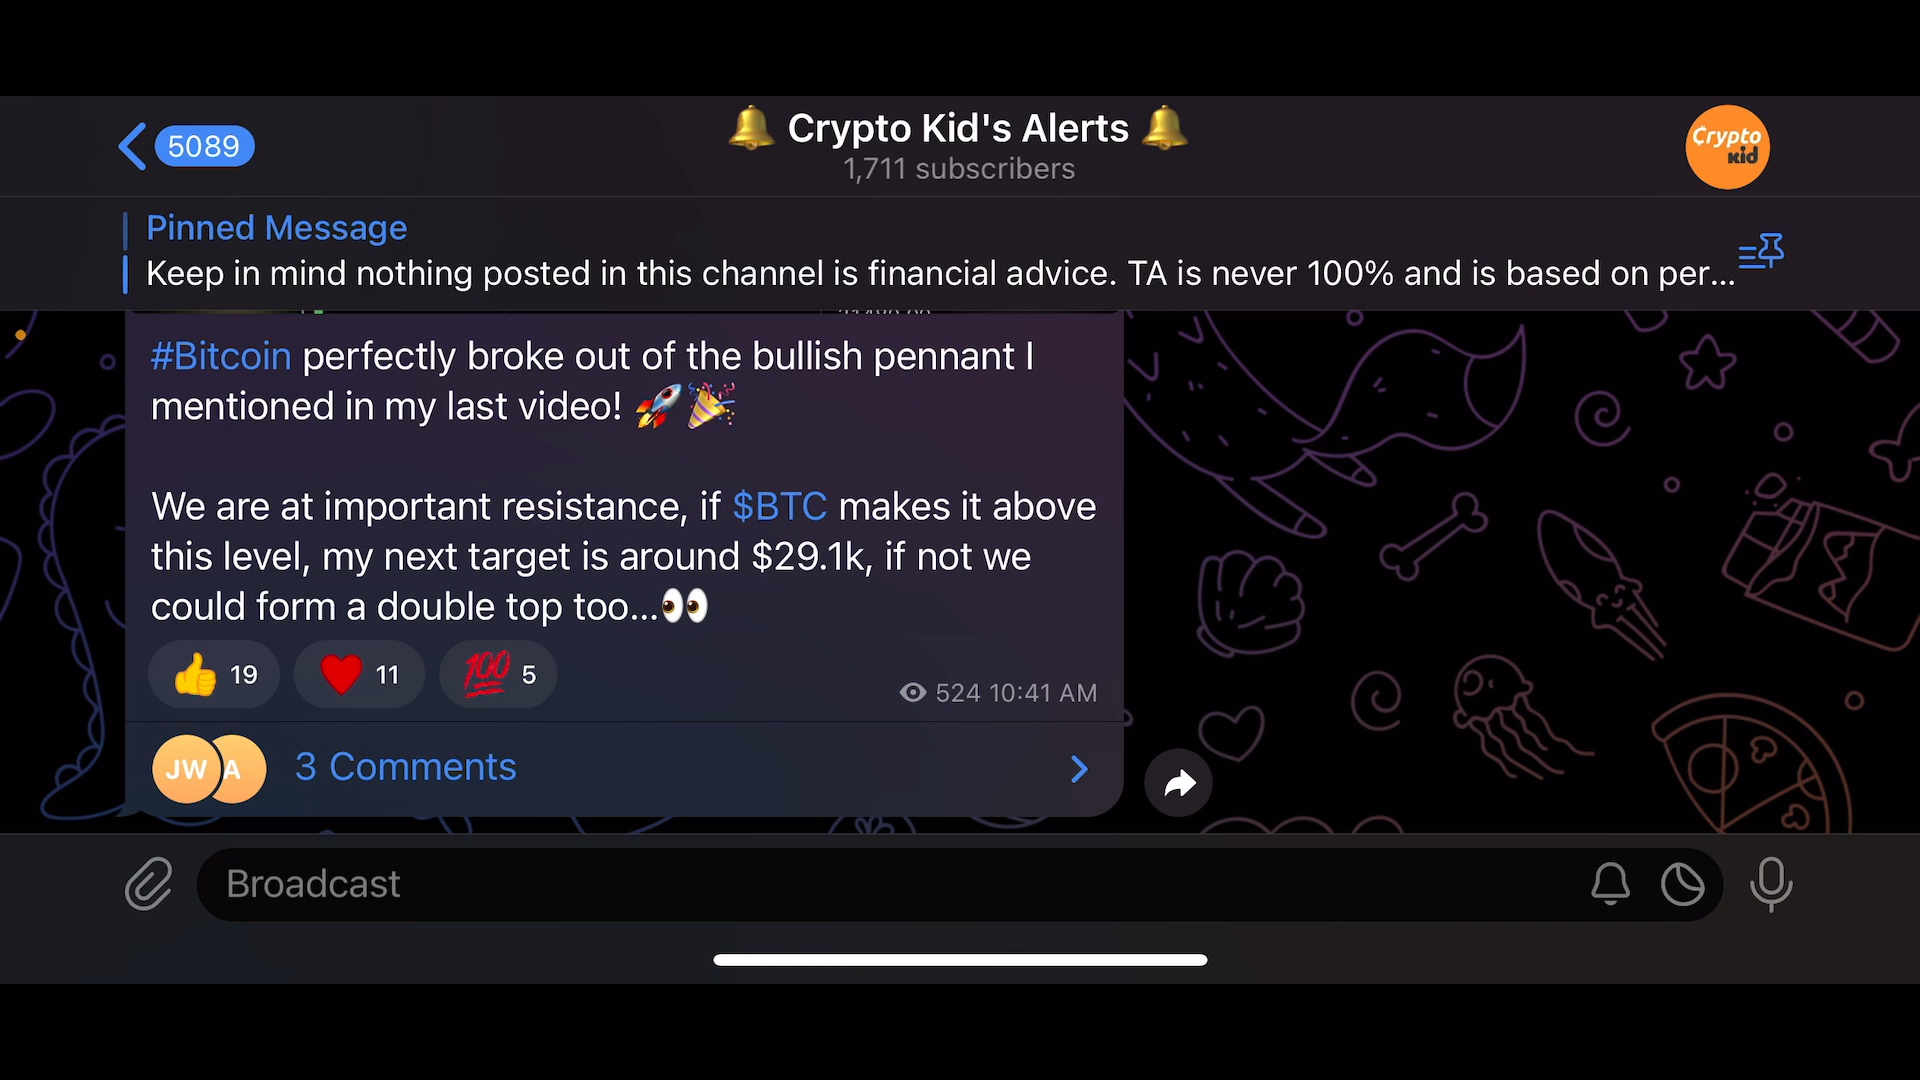 5089
🔔 Crypto Kid's Alerts 🔔
1,711 subscribers
Crypto
Kid
Pinned Message
Keep in mind nothing posted in this channel is financial advice. TA is never 100% and is based on per...
#Bitcoin perfectly broke out of the bullish pennant I
mentioned in my last video! 🚀🎉
We are at important resistance, if $BTC makes it above
this level, my next target is around $29.1k, if not we
could form a double top too...👀
👍 19 ❤️ 11 💯 5
524 10:41 AM
JW A 3 Comments
Broadcast